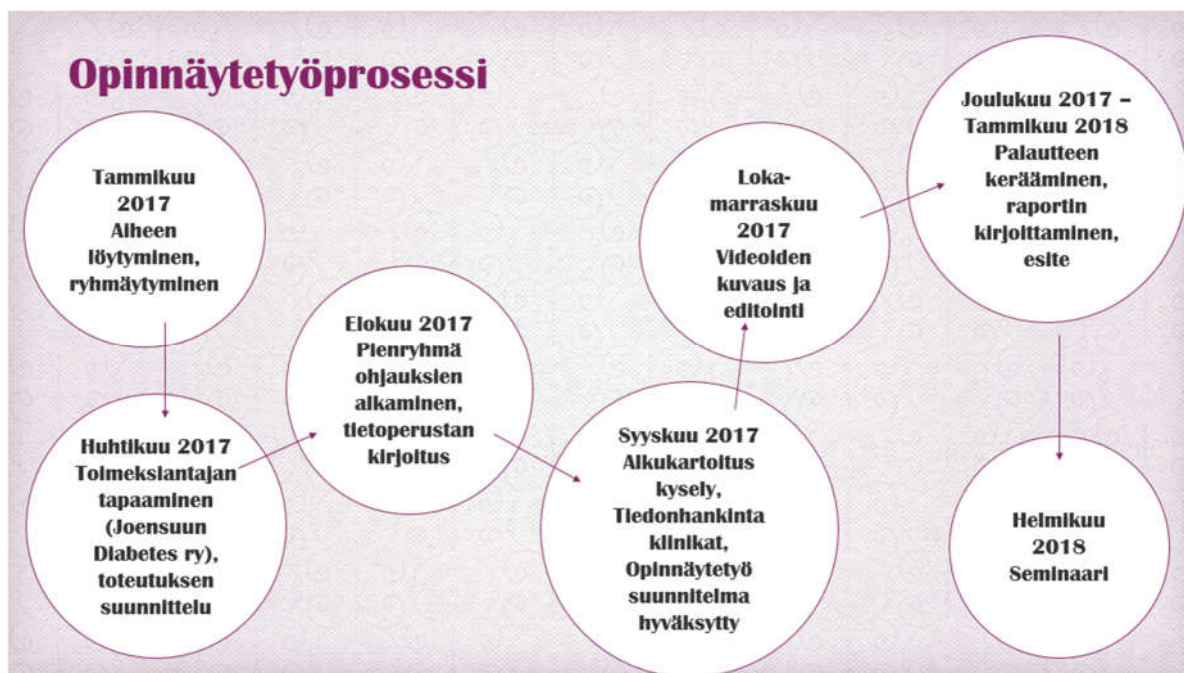 Opinnäytetyöprosessi
Tammikuu
2017
Aiheen
löytyminen,
ryhmäytyminen
Huhtikuu 2017
Toimeksiantajan
tapaaminen
(Joensuun
Diabetes ry),
toteutuksen
suunnittelu
Elokuu 2017
Pienryhmä
ohjauksien
alkaminen,
tietoperustan
kirjoitus
Syyskuu 2017
Alkukartoitus
kysely,
Tiedonhankinta
klinikat,
Opinnäytetyö
suunnitelma
hyväksytty
Loka-
marraskuu
2017
Videoiden
kuvaus ja
editointi
Joulukuu 2017 –
Tammikuu 2018
Palautteen
kerääminen,
raportin
kirjoittaminen,
esite
Helmikuu
2018
Seminaari